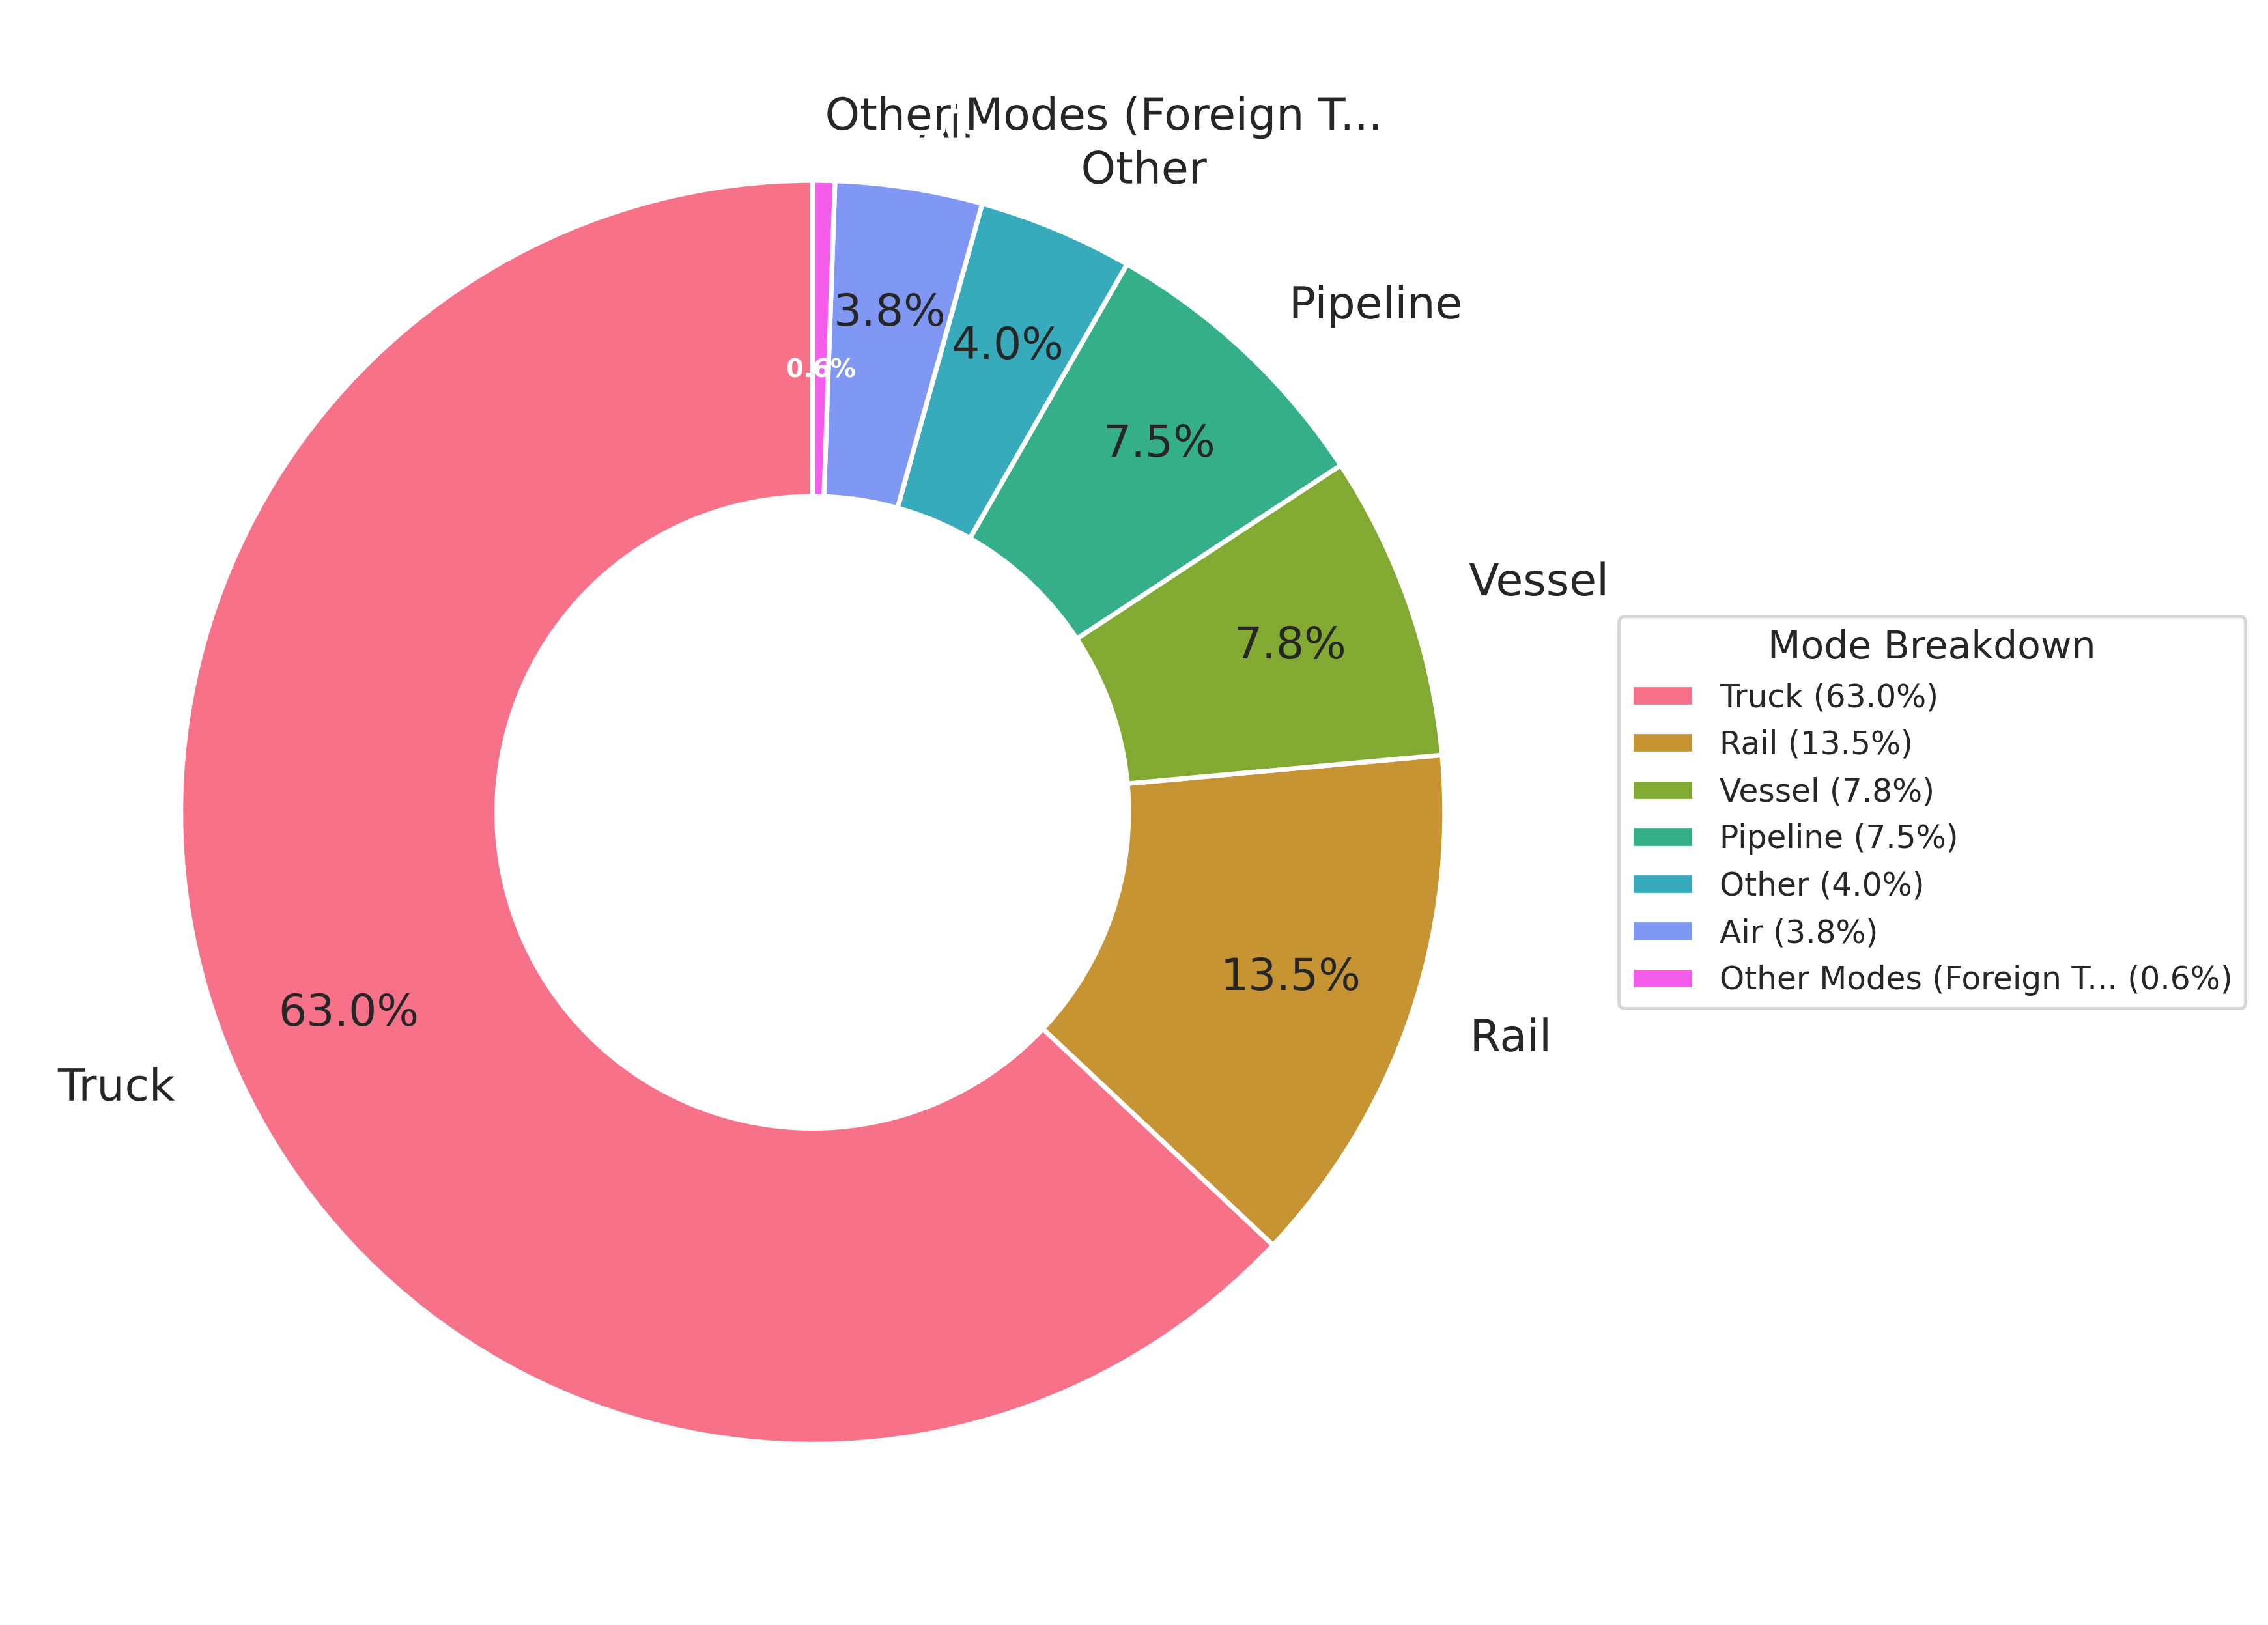 Other Modes (Foreign T...
Other
Pipeline
Vessel
Rail
Truck
3.8%
4.0%
0.6%
7.5%
7.8%
13.5%
63.0%
Mode Breakdown
Truck (63.0%)
Rail (13.5%)
Vessel (7.8%)
Pipeline (7.5%)
Other (4.0%)
Air (3.8%)
Other Modes (Foreign T... (0.6%)